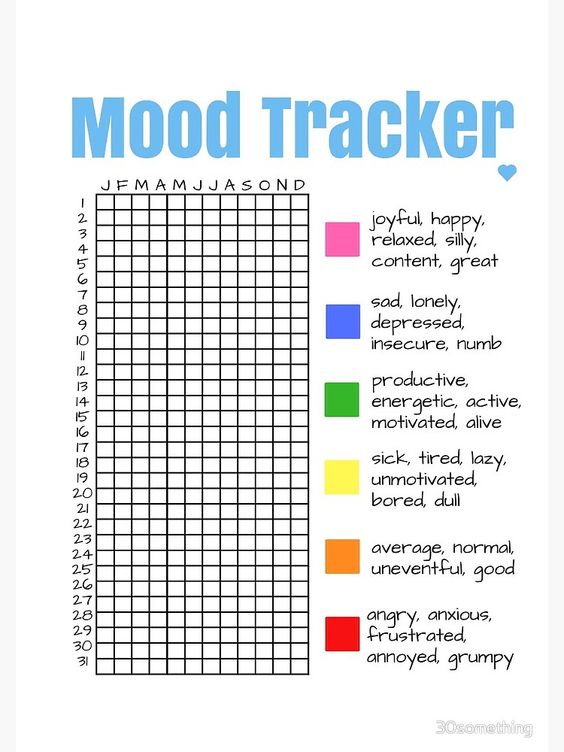 Mood Tracker
J F M A M J J A S O N D
1
2
3
4
5
6
7
8
9
10
11
12
13
14
15
16
17
18
19
20
21
22
23
24
25
26
27
28
29
30
31
joyful, happy,
relaxed, silly,
content, great
sad, lonely,
depressed,
insecure, numb
productive,
energetic, active,
motivated, alive
sick, tired, lazy,
unmotivated,
bored, dull
average, normal,
uneventful, good
angry, anxious,
frustrated,
annoyed, grumpy
30something